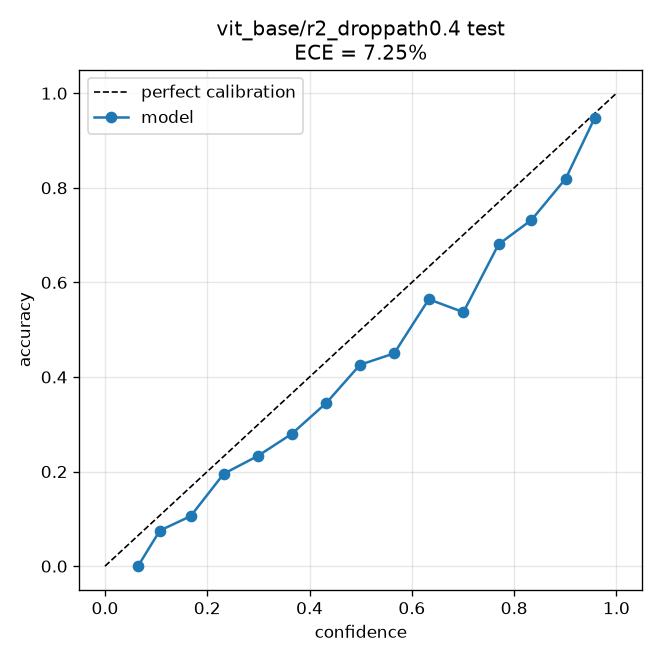 vit_base/r2_droppath0.4 test
ECE = 7.25%
perfect calibration
model
1.0
0.8
0.6
0.4
0.2
0.0
accuracy
0.0 0.2 0.4 0.6 0.8 1.0
confidence